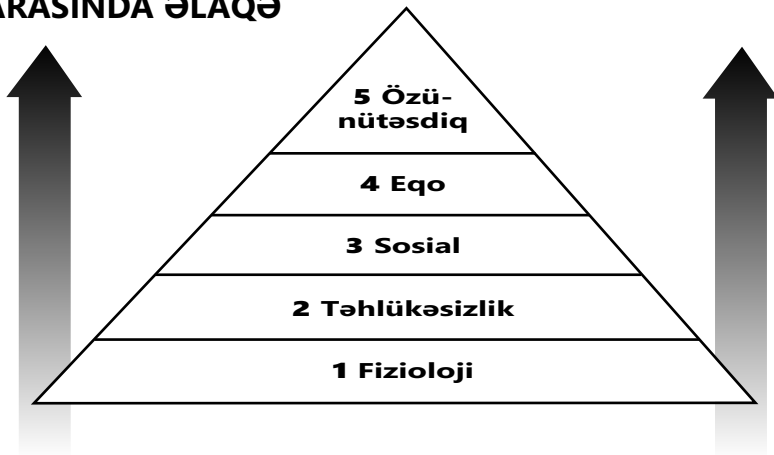 ARASINDA ƏLAQƏ
5 Özü-
nütəsdiq
4 Eqo
3 Sosial
2 Təhlükəsizlik
1 Fizioloji